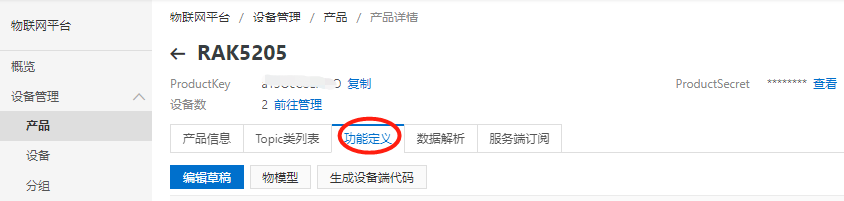 物联网平台
概览
设备管理
产品
设备
分组
物联网平台 / 设备管理 / 产品 / 产品详情
← RAK5205
ProductKey 复制 ProductSecret ******** 查看
设备数 2 前往管理
产品信息 Topic类列表 功能定义 数据解析 服务端订阅
编辑草稿 物模型 生成设备端代码